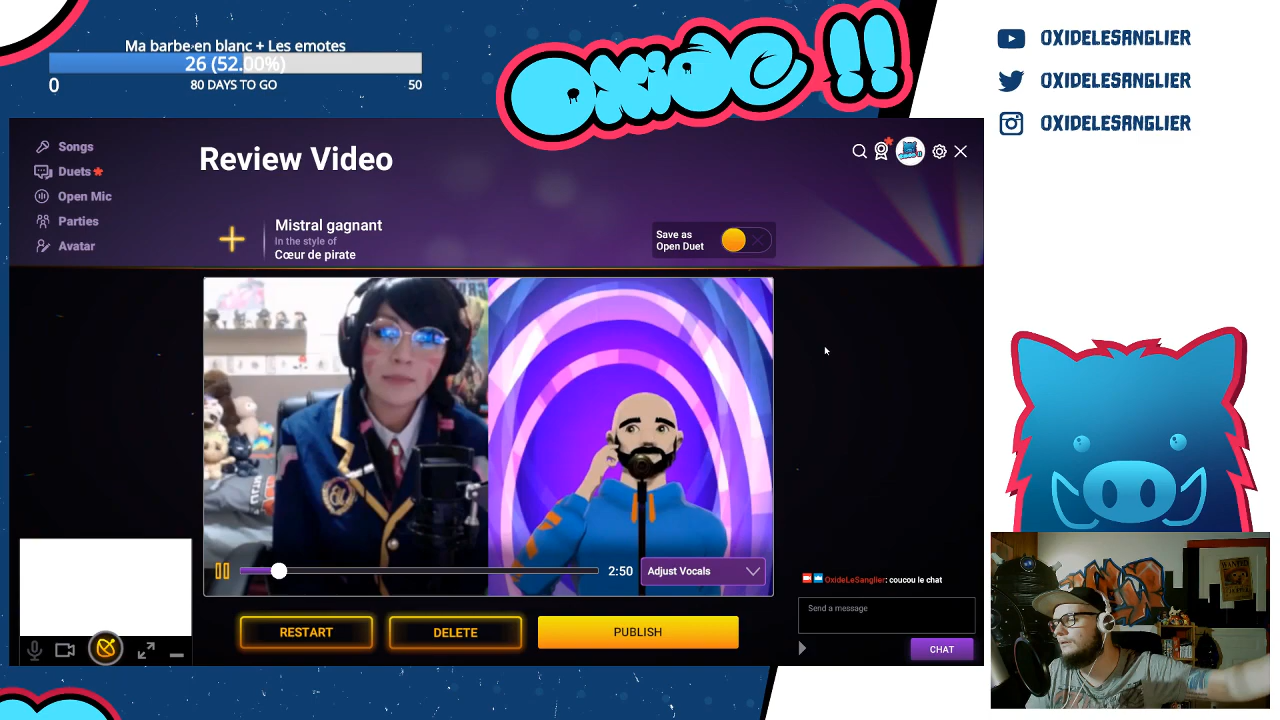 Ma barbe en blanc + Les emotes
26 (52.00%)
0
80 DAYS TO GO
50
OXiDE !!
OXIDELESANGLIER
OXIDELESANGLIER
OXIDELESANGLIER
Songs
Duets
Open Mic
Parties
Avatar
Review Video
Mistral gagnant
In the style of
Cœur de pirate
Save as
Open Duet
2:50
Adjust Vocals
RESTART
DELETE
PUBLISH
OxideLeSanglier: coucou le chat
Send a message
CHAT
WANTED